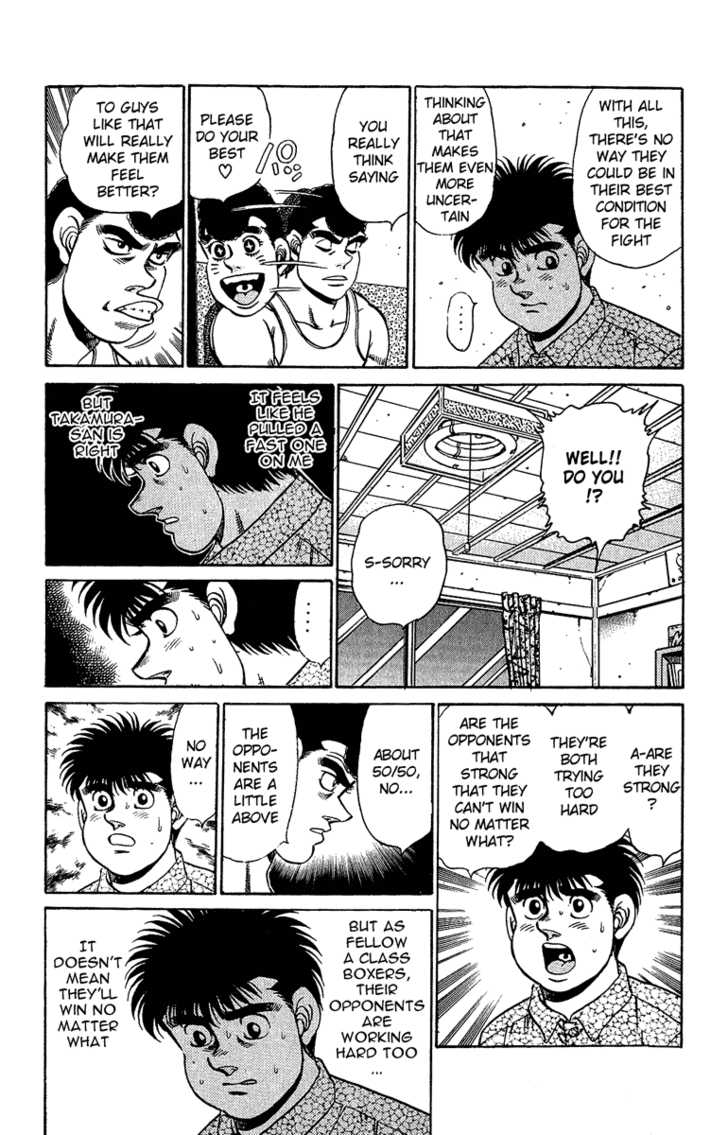 WITH ALL
THIS,
THERE'S NO
WAY THEY
COULD BE IN
THEIR BEST
CONDITION
FOR THE
FIGHT
THINKING
ABOUT
THAT
MAKES
THEM EVEN
MORE
UNCER-
TAIN
...
YOU
REALLY
THINK
SAYING
PLEASE
DO YOUR
BEST
♡
パッ
TO GUYS
LIKE THAT
WILL REALLY
MAKE THEM
FEEL
BETTER?
WELL!!
DO YOU
!?
S-SORRY
...
IT FEELS
LIKE HE
PULLED A
FAST ONE
ON ME
BUT
TAKAMURA-
SAN IS
RIGHT
....
A-ARE
THEY
STRONG
?
THEY'RE
BOTH
TRYING
TOO
HARD
ARE THE
OPPONENTS
THAT
STRONG
THAT THEY
CAN'T WIN
NO MATTER
WHAT?
ABOUT
50/50,
NO...
THE
OPPO-
NENTS
ARE A
LITTLE
ABOVE
NO
WAY
...
BUT AS
FELLOW
A CLASS
BOXERS,
THEIR
OPPONENTS
ARE
WORKING
HARD TOO
...
IT
DOESN'T
MEAN
THEY'LL
WIN NO
MATTER
WHAT